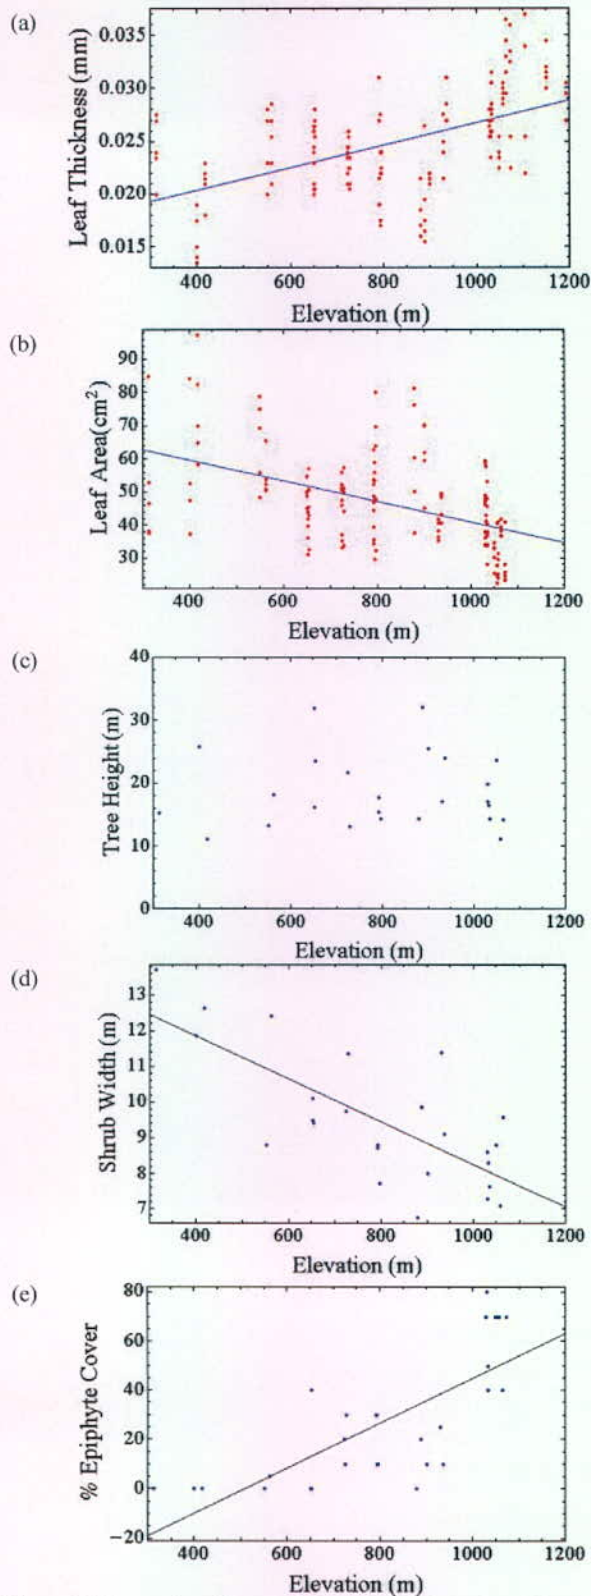 (a)
0.035
0.030
0.025
0.020
0.015
Leaf Thickness (mm)
400 600 800 1000 1200
Elevation (m)
(b)
90
80
70
60
50
40
30
Leaf Area(cm²)
400 600 800 1000 1200
Elevation (m)
(c)
40
30
20
10
0
Tree Height (m)
400 600 800 1000 1200
Elevation (m)
(d)
13
12
11
10
9
8
7
Shrub Width (m)
400 600 800 1000 1200
Elevation (m)
(e)
80
60
40
20
0
−20
% Epiphyte Cover
400 600 800 1000 1200
Elevation (m)